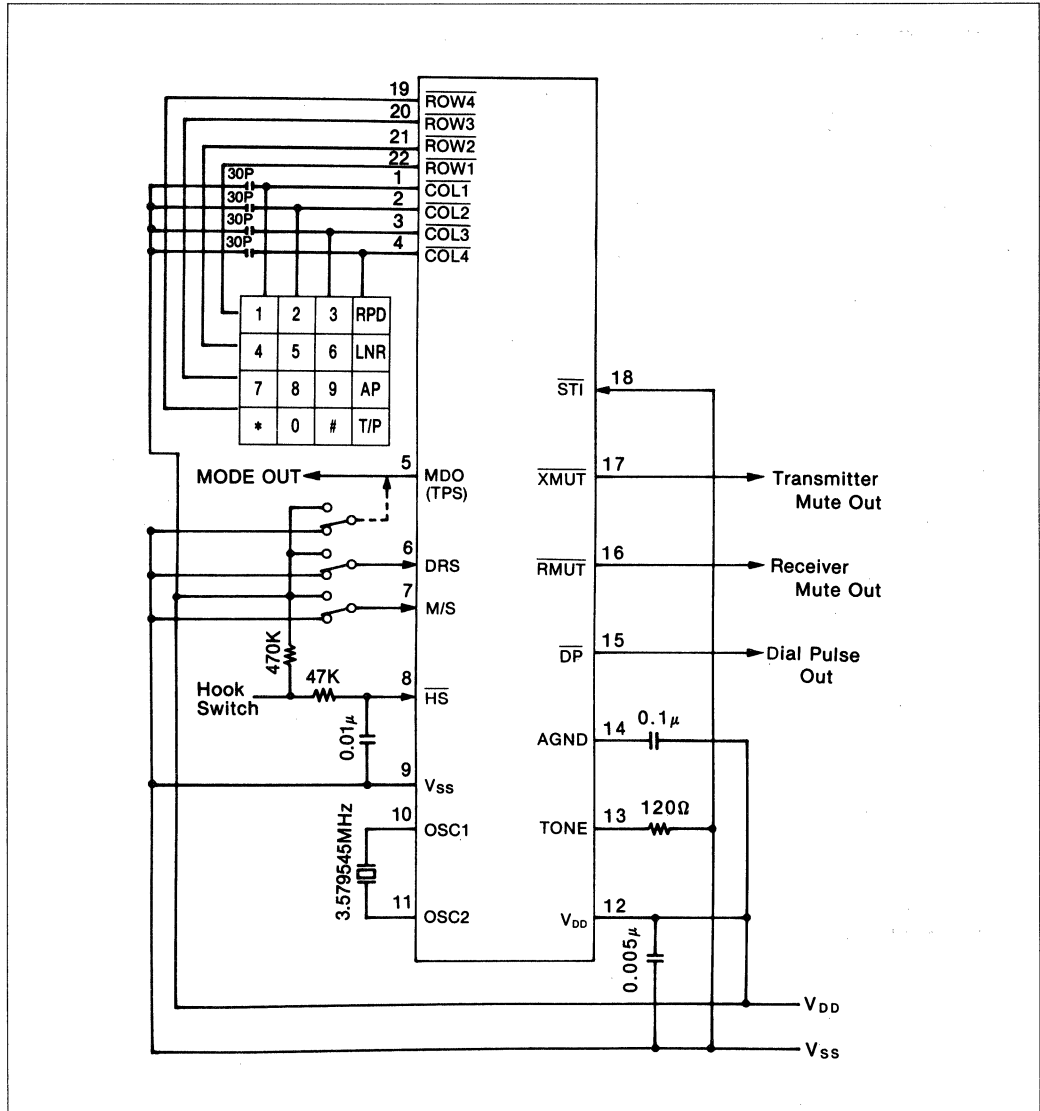 19
ROW4
20
ROW3
21
ROW2
22
ROW1
30P
1
COL1
30P
2
COL2
30P
3
COL3
30P
4
COL4
1 2 3 RPD
4 5 6 LNR
7 8 9 AP
* 0 # T/P
18
STI
MODE OUT
5
MDO
(TPS)
17
XMUT
Transmitter
Mute Out
6
DRS
16
RMUT
Receiver
Mute Out
7
M/S
470K
15
DP
Dial Pulse
Out
Hook
Switch
47K
8
HS
0.01μ
AGND
14
0.1μ
9
VSS
10
OSC1
3.579545MHz
11
OSC2
TONE
13
120Ω
VDD
12
0.005μ
VDD
VSS